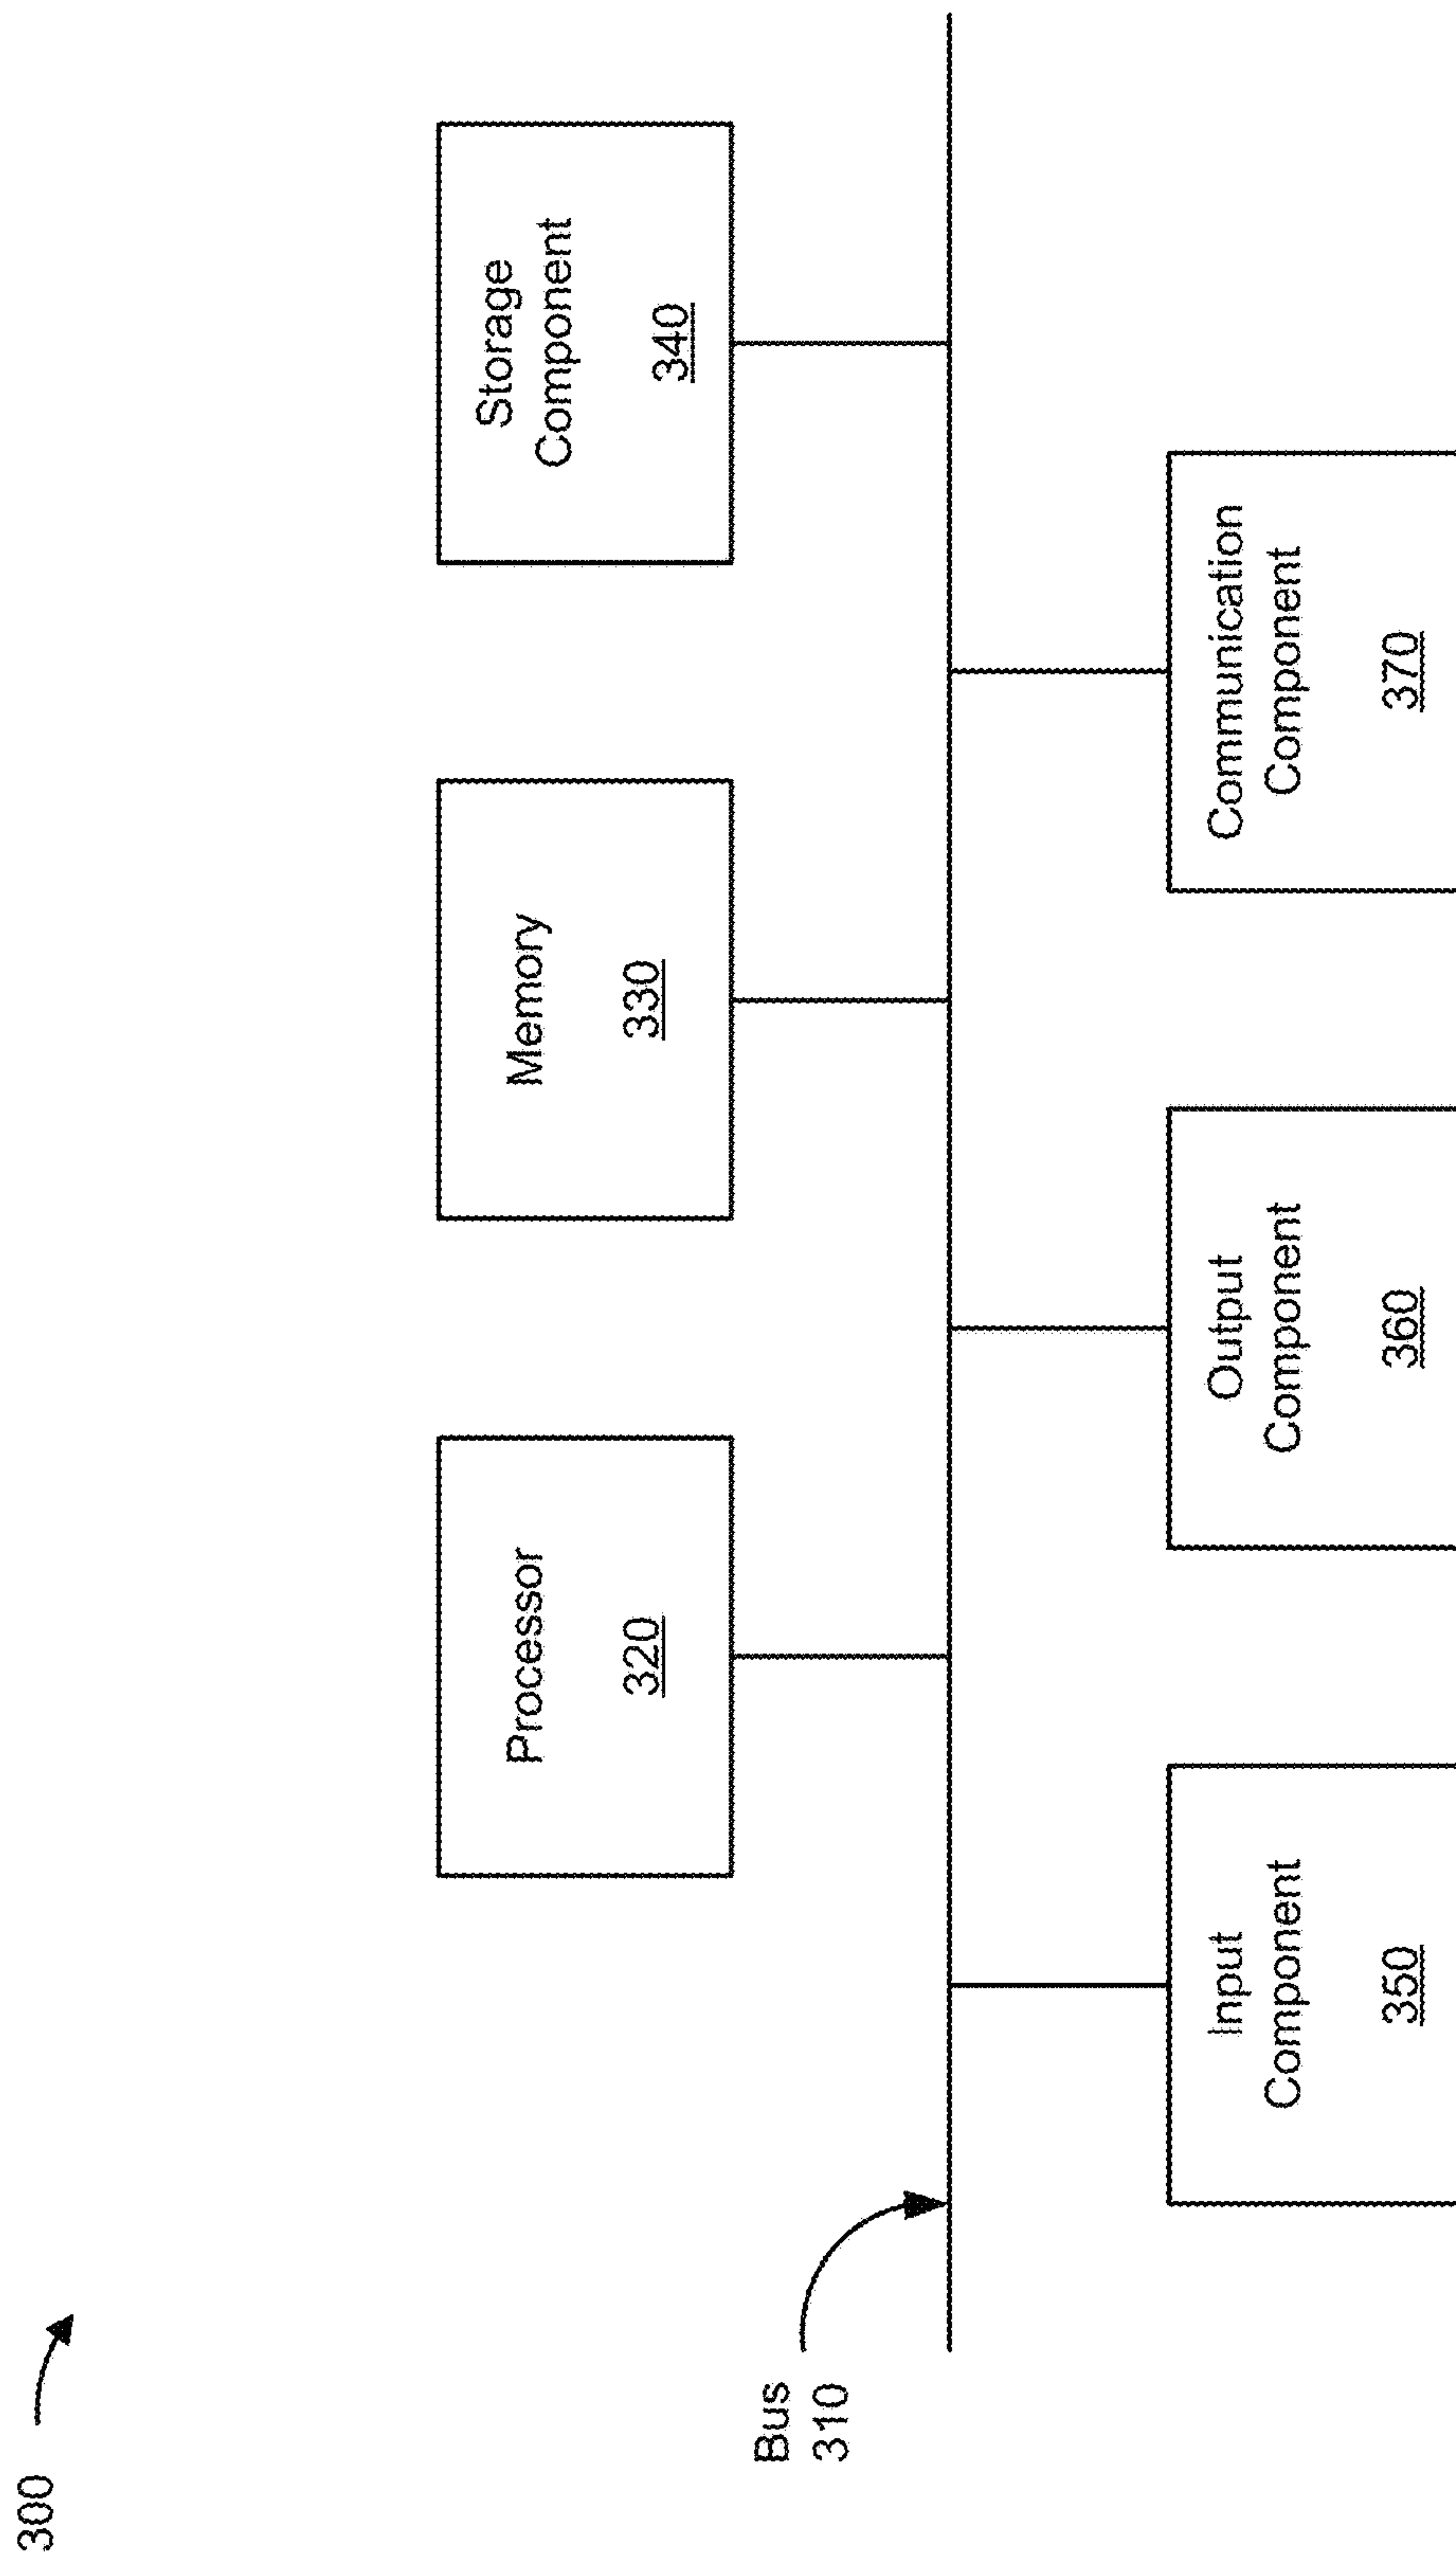 300
Bus
310
Processor
320
Memory
330
Storage
Component
340
Input
Component
350
Output
Component
360
Communication
Component
370